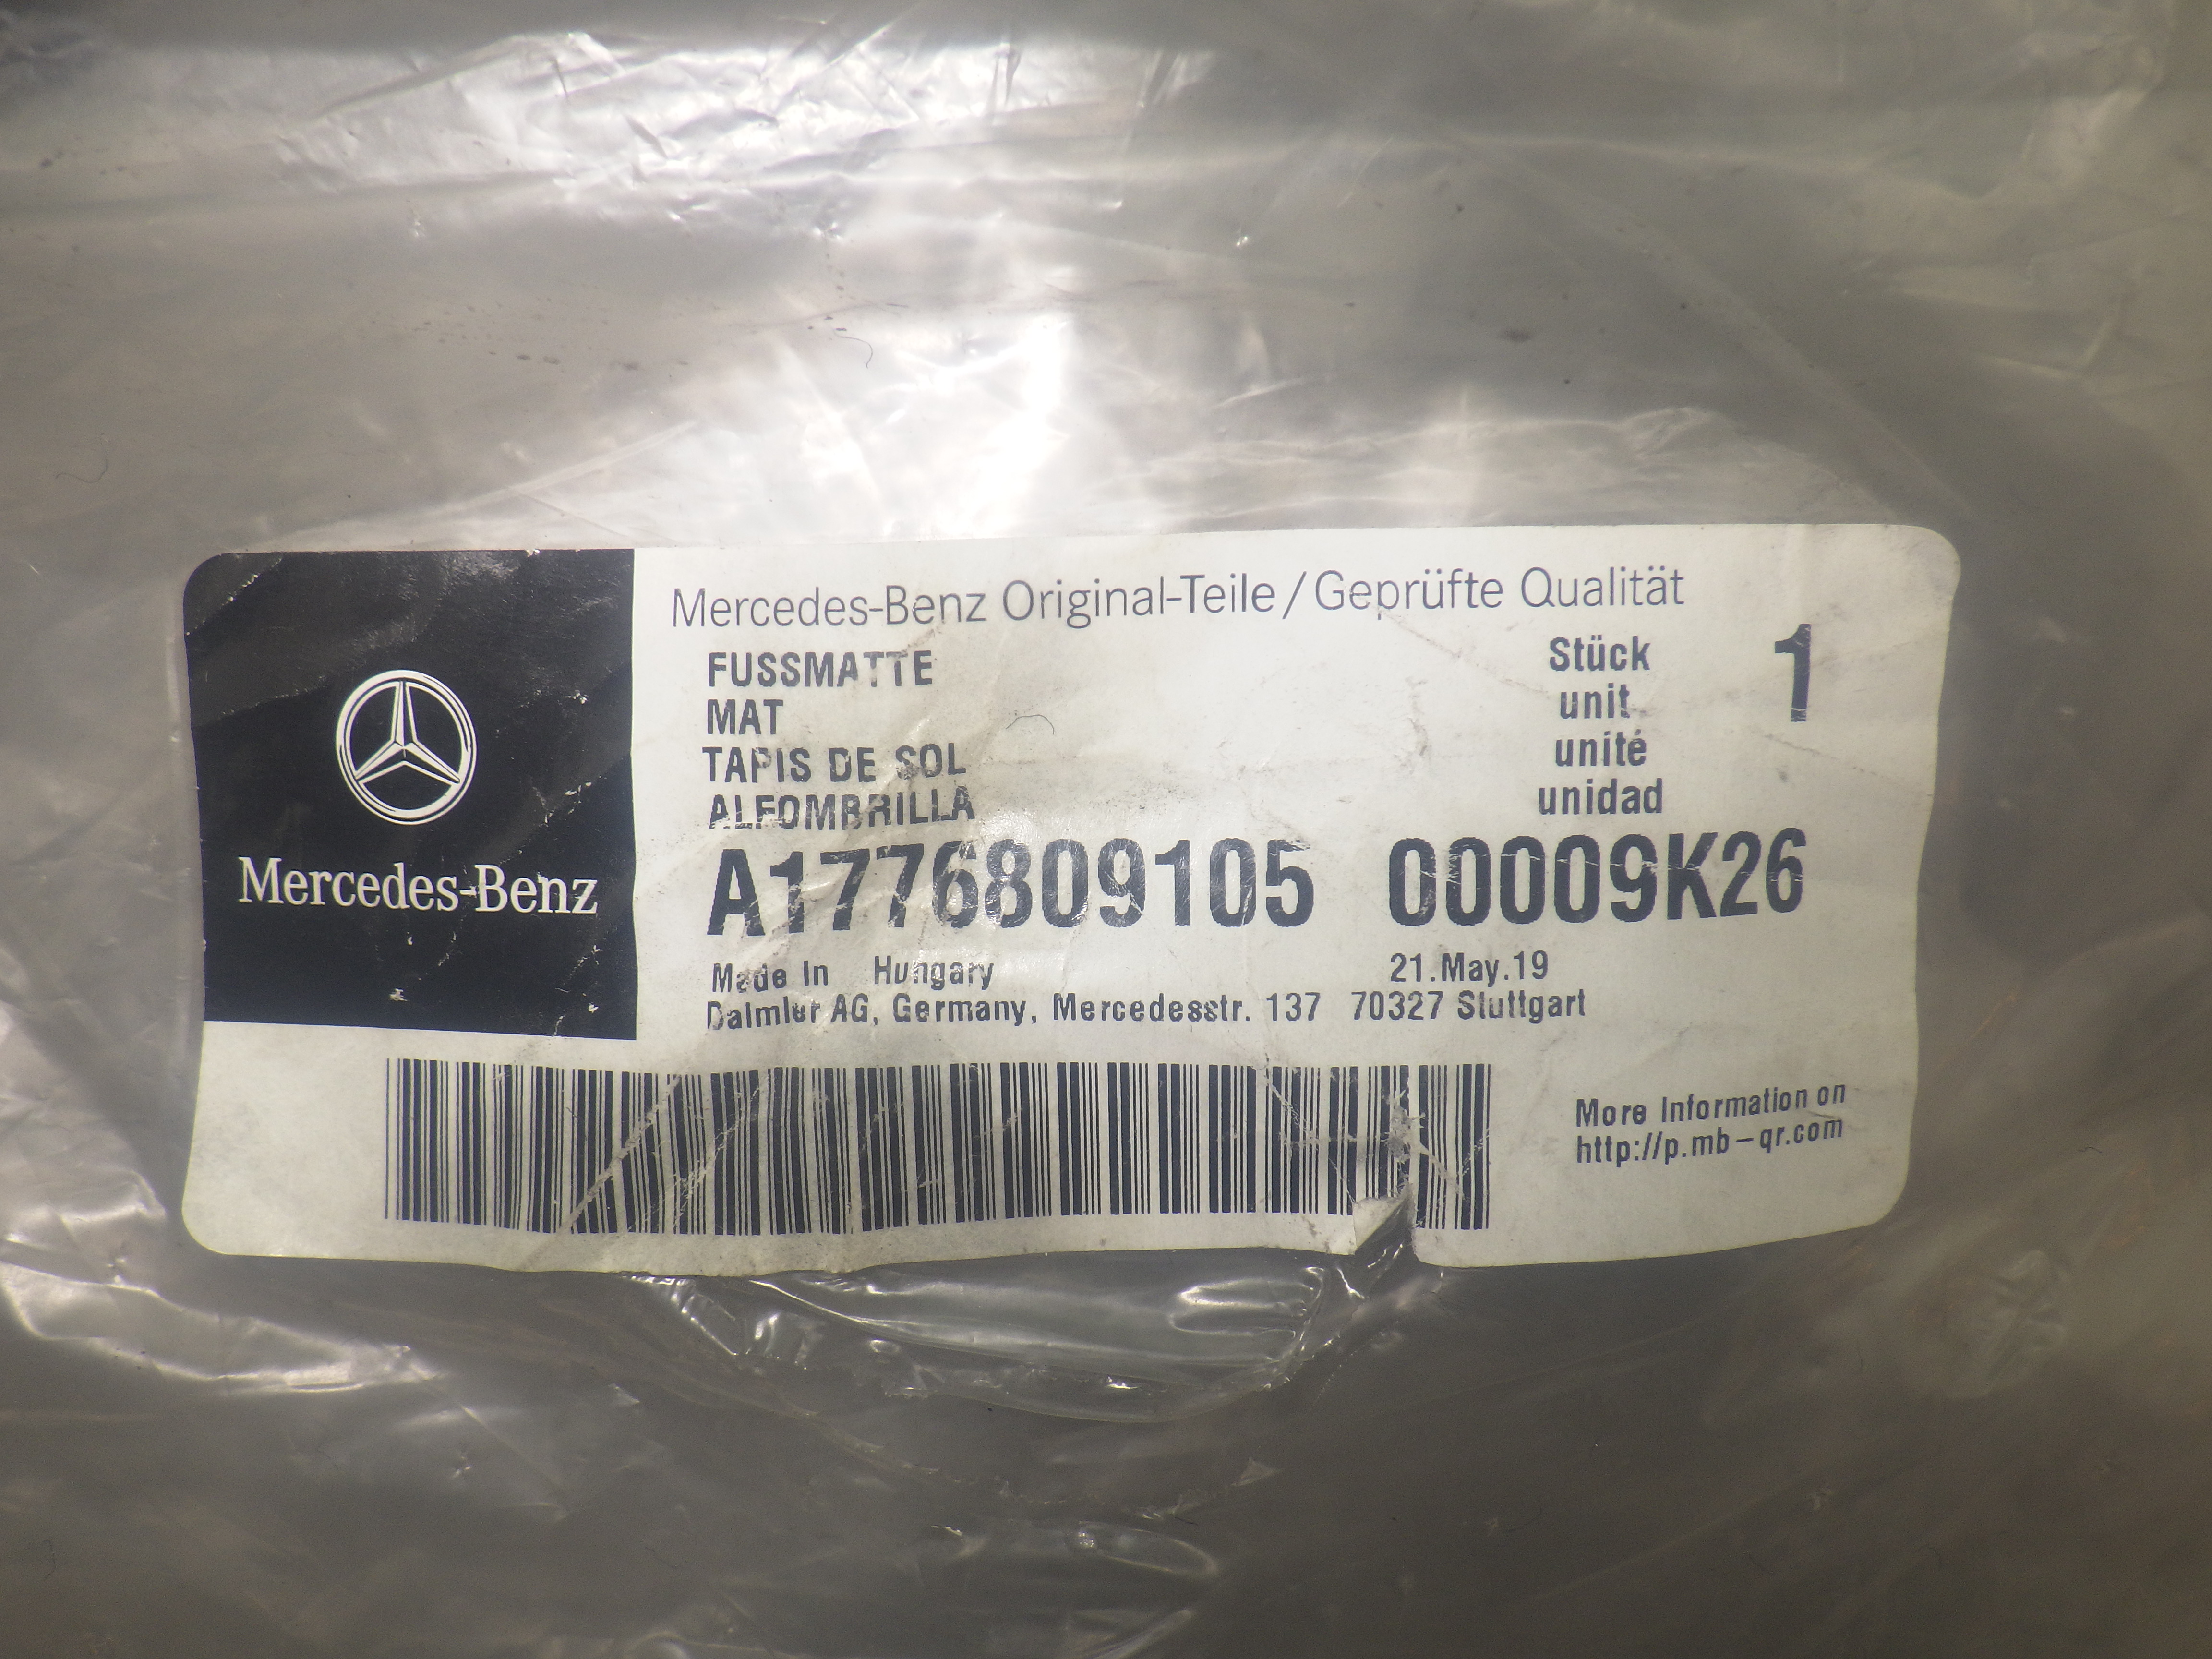 Mercedes-Benz
Mercedes-Benz Original-Teile/Geprüfte Qualität
FUSSMATTE
MAT
TAPIS DE SOL
ALFOMBRILLA
Stück
unit
unité
unidad
1
A1776809105 00009K26
Made In Hungary 21.May.19
Daimler AG, Germany, Mercedesstr. 137 70327 Stuttgart
More Information on
http://p.mb-qr.com